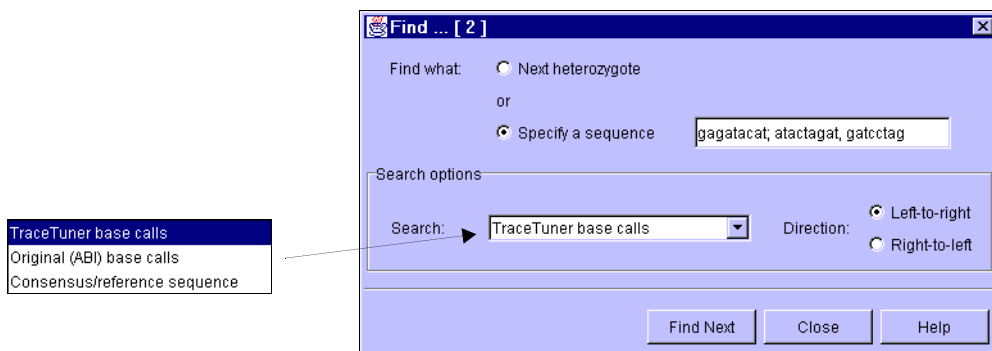 Find ... [ 2 ]
Find what:
Next heterozygote
or
Specify a sequence
gagatacat; atactagat, gatcctag
Search options
Search:
TraceTuner base calls
Direction:
Left-to-right
Right-to-left
TraceTuner base calls
Original (ABI) base calls
Consensus/reference sequence
Find Next
Close
Help